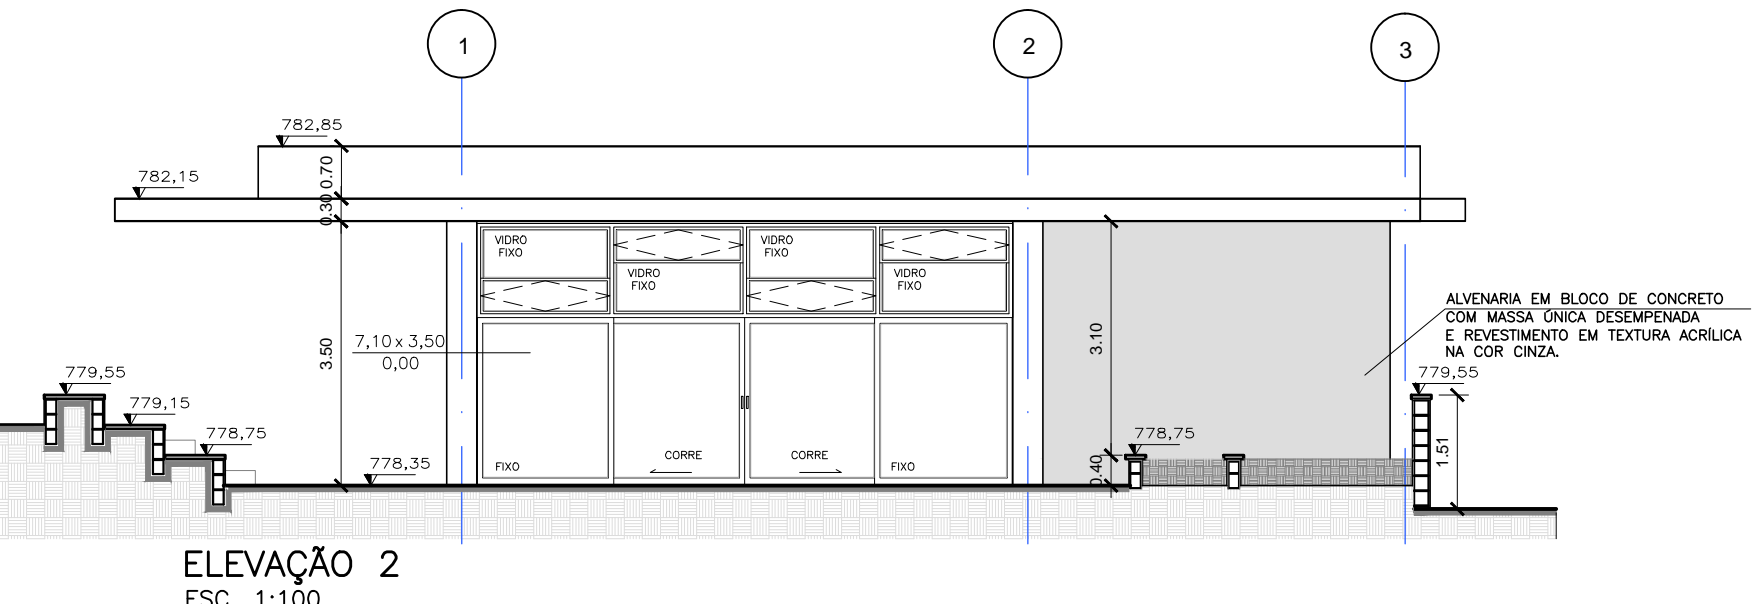 1
2
3
782,85
782,15
0.70
0.30
VIDRO
FIXO
VIDRO
FIXO
VIDRO
FIXO
VIDRO
FIXO
ALVENARIA EM BLOCO DE CONCRETO
COM MASSA ÚNICA DESEMPENADA
E REVESTIMENTO EM TEXTURA ACRÍLICA
NA COR CINZA.
3.50
7,10 x 3,50
0,00
3.10
779,55
779,15
778,75
778,35
779,55
778,75
0.40
1.51
FIXO
CORRE
CORRE
FIXO
ELEVAÇÃO 2
ESC. 1:100